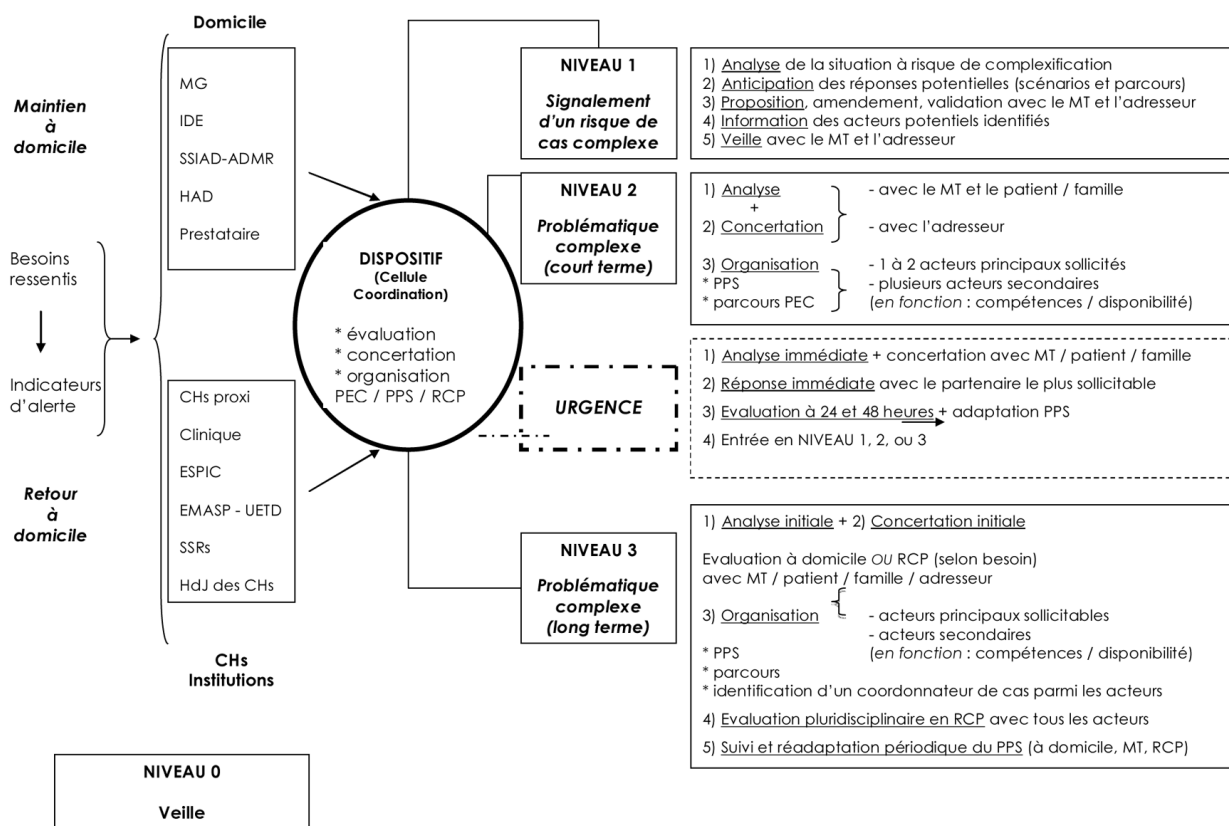 Domicile
Maintien
à
domicile
MG
IDE
SSIAD-ADMR
HAD
Prestataire
Besoins
ressentis
Indicateurs
d’alerte
Retour
à
domicile
CHs proxi
Clinique
ESPIC
EMASP - UETD
SSRs
HdJ des CHs
CHs
Institutions
NIVEAU 0
Veille
DISPOSITIF
(Cellule
Coordination)
* évaluation
* concertation
* organisation
PEC / PPS / RCP
NIVEAU 1
Signalement
d’un risque de
cas complexe
1) Analyse de la situation à risque de complexification
2) Anticipation des réponses potentielles (scénarios et parcours)
3) Proposition, amendement, validation avec le MT et l’adresseur
4) Information des acteurs potentiels identifiés
5) Veille avec le MT et l’adresseur
NIVEAU 2
Problématique
complexe
(court terme)
1) Analyse - avec le MT et le patient / famille
+
2) Concertation - avec l’adresseur
3) Organisation - 1 à 2 acteurs principaux sollicités
* PPS - plusieurs acteurs secondaires
* parcours PEC (en fonction : compétences / disponibilité)
URGENCE
1) Analyse immédiate + concertation avec MT / patient / famille
2) Réponse immédiate avec le partenaire le plus sollicitable
3) Evaluation à 24 et 48 heures + adaptation PPS
4) Entrée en NIVEAU 1, 2, ou 3
NIVEAU 3
Problématique
complexe
(long terme)
1) Analyse initiale + 2) Concertation initiale
Evaluation à domicile OU RCP (selon besoin)
avec MT / patient / famille / adresseur
3) Organisation - acteurs principaux sollicitables
- acteurs secondaires
* PPS (en fonction : compétences / disponibilité)
* parcours
* identification d’un coordonnateur de cas parmi les acteurs
4) Evaluation pluridisciplinaire en RCP avec tous les acteurs
5) Suivi et réadaptation périodique du PPS (à domicile, MT, RCP)